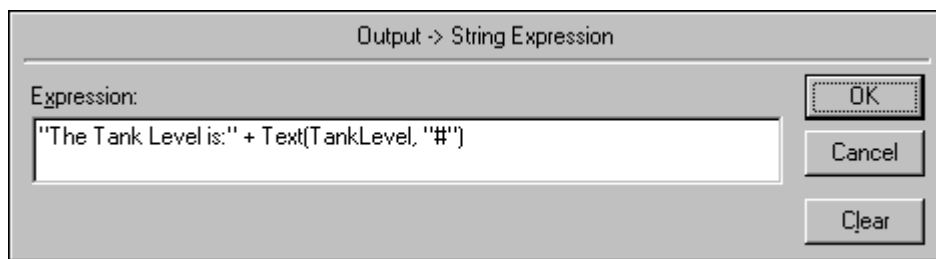 Output -> String Expression
Expression:
"The Tank Level is:" + Text(TankLevel, "#")
OK
Cancel
Clear